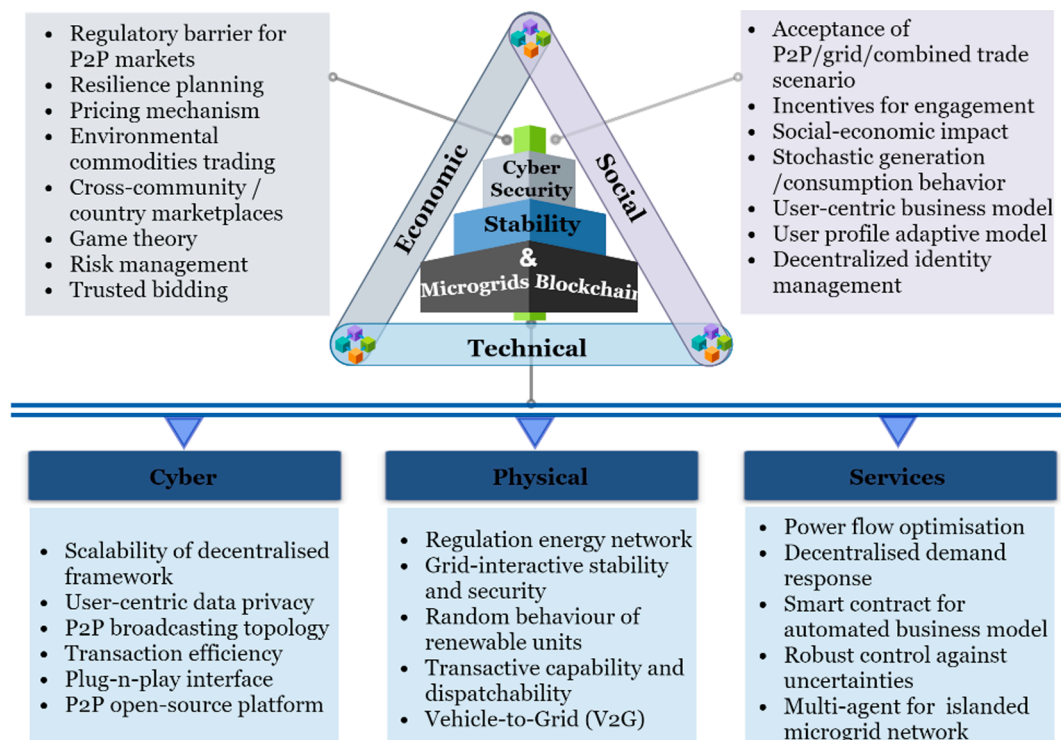 • Regulatory barrier for
P2P markets
• Resilience planning
• Pricing mechanism
• Environmental
commodities trading
• Cross-community /
country marketplaces
• Game theory
• Risk management
• Trusted bidding
Economic
Social
Cyber
Security
Stability
&
Microgrids Blockchain
Technical
• Acceptance of
P2P/grid/combined trade
scenario
• Incentives for engagement
• Social-economic impact
• Stochastic generation
/consumption behavior
• User-centric business model
• User profile adaptive model
• Decentralized identity
management
Cyber
• Scalability of decentralised
framework
• User-centric data privacy
• P2P broadcasting topology
• Transaction efficiency
• Plug-n-play interface
• P2P open-source platform
Physical
• Regulation energy network
• Grid-interactive stability
and security
• Random behaviour of
renewable units
• Transactive capability and
dispatchability
• Vehicle-to-Grid (V2G)
Services
• Power flow optimisation
• Decentralised demand
response
• Smart contract for
automated business model
• Robust control against
uncertainties
• Multi-agent for islanded
microgrid network